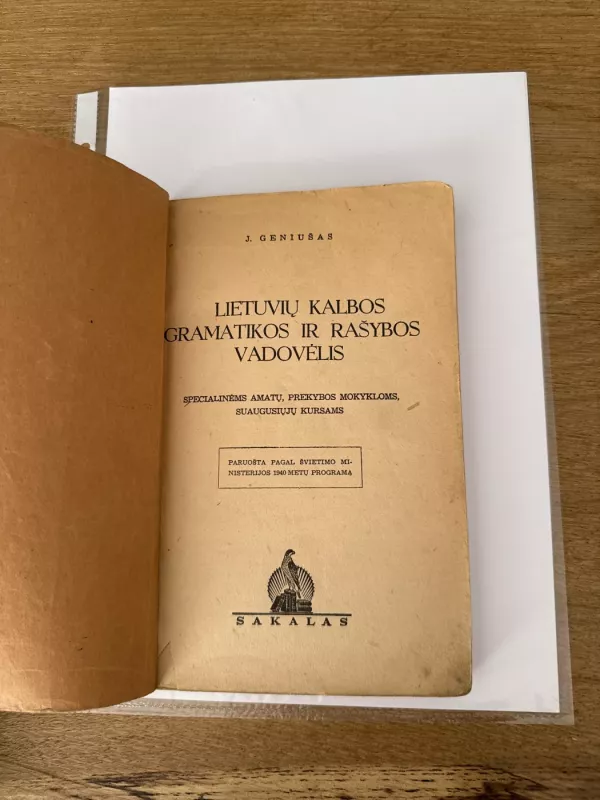 J. GENIUŠAS
LIETUVIŲ KALBOS
GRAMATIKOS IR RAŠYBOS
VADOVĖLIS
SPECIALINĖMS AMATŲ, PREKYBOS MOKYKLOMS,
SUAUGUSIŲJŲ KURSAMS
PARUOŠTA PAGAL ŠVIETIMO MI-
NISTERIJOS 1940 METŲ PROGRAMĄ
SAKALAS